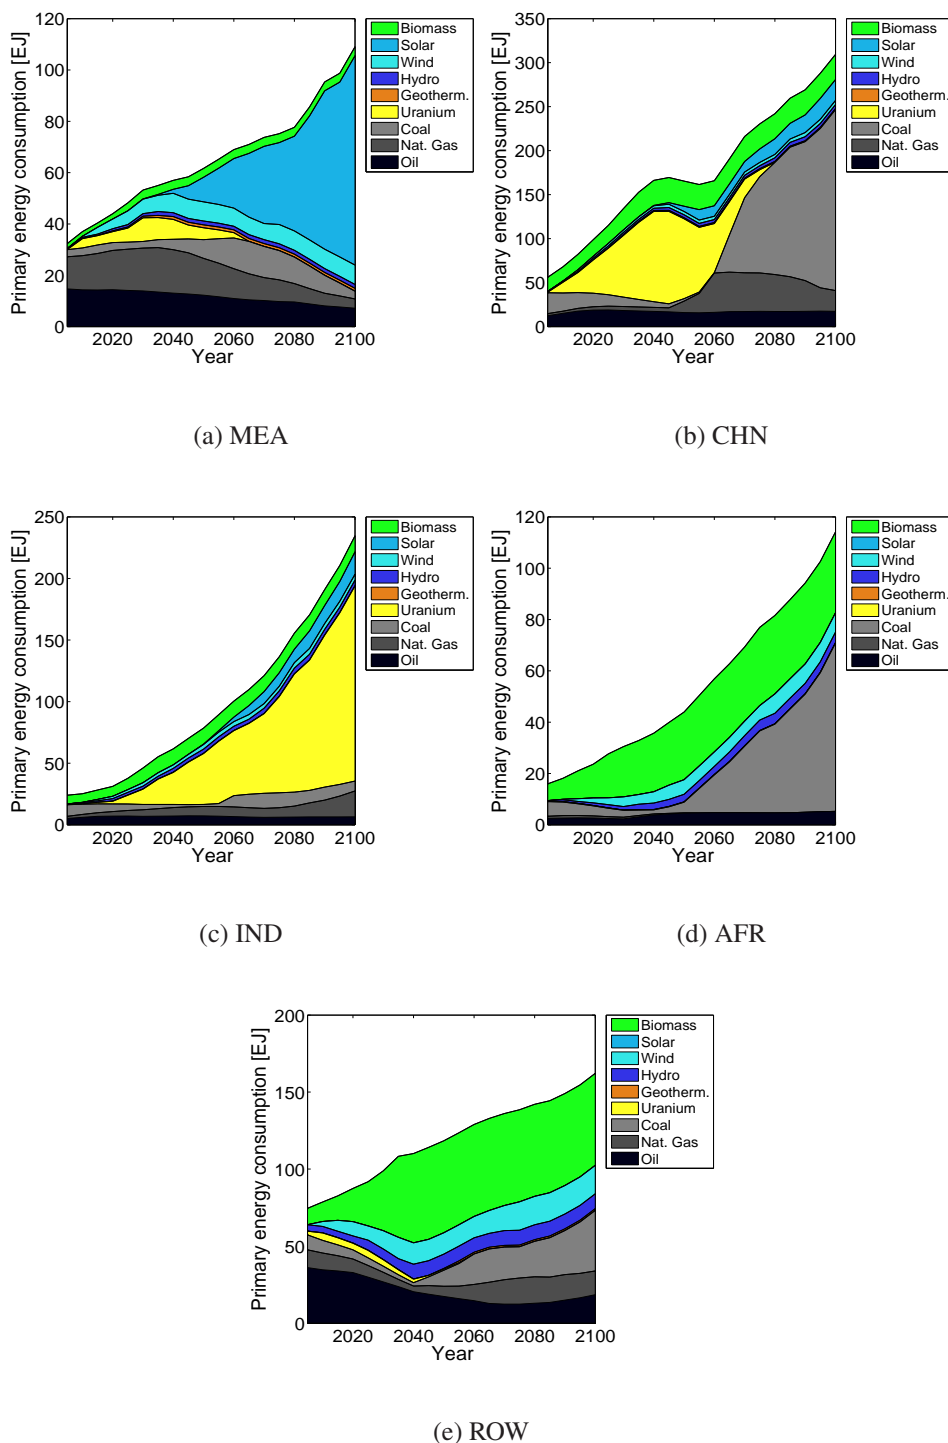 Primary energy consumption [EJ]
120
100
80
60
40
20
0
2020 2040 2060 2080 2100
Year
Biomass
Solar
Wind
Hydro
Geotherm.
Uranium
Coal
Nat. Gas
Oil
(a) MEA
Primary energy consumption [EJ]
350
300
250
200
150
100
50
0
2020 2040 2060 2080 2100
Year
Biomass
Solar
Wind
Hydro
Geotherm.
Uranium
Coal
Nat. Gas
Oil
(b) CHN
Primary energy consumption [EJ]
250
200
150
100
50
0
2020 2040 2060 2080 2100
Year
Biomass
Solar
Wind
Hydro
Geotherm.
Uranium
Coal
Nat. Gas
Oil
(c) IND
Primary energy consumption [EJ]
120
100
80
60
40
20
0
2020 2040 2060 2080 2100
Year
Biomass
Solar
Wind
Hydro
Geotherm.
Uranium
Coal
Nat. Gas
Oil
(d) AFR
Primary energy consumption [EJ]
200
150
100
50
0
2020 2040 2060 2080 2100
Year
Biomass
Solar
Wind
Hydro
Geotherm.
Uranium
Coal
Nat. Gas
Oil
(e) ROW